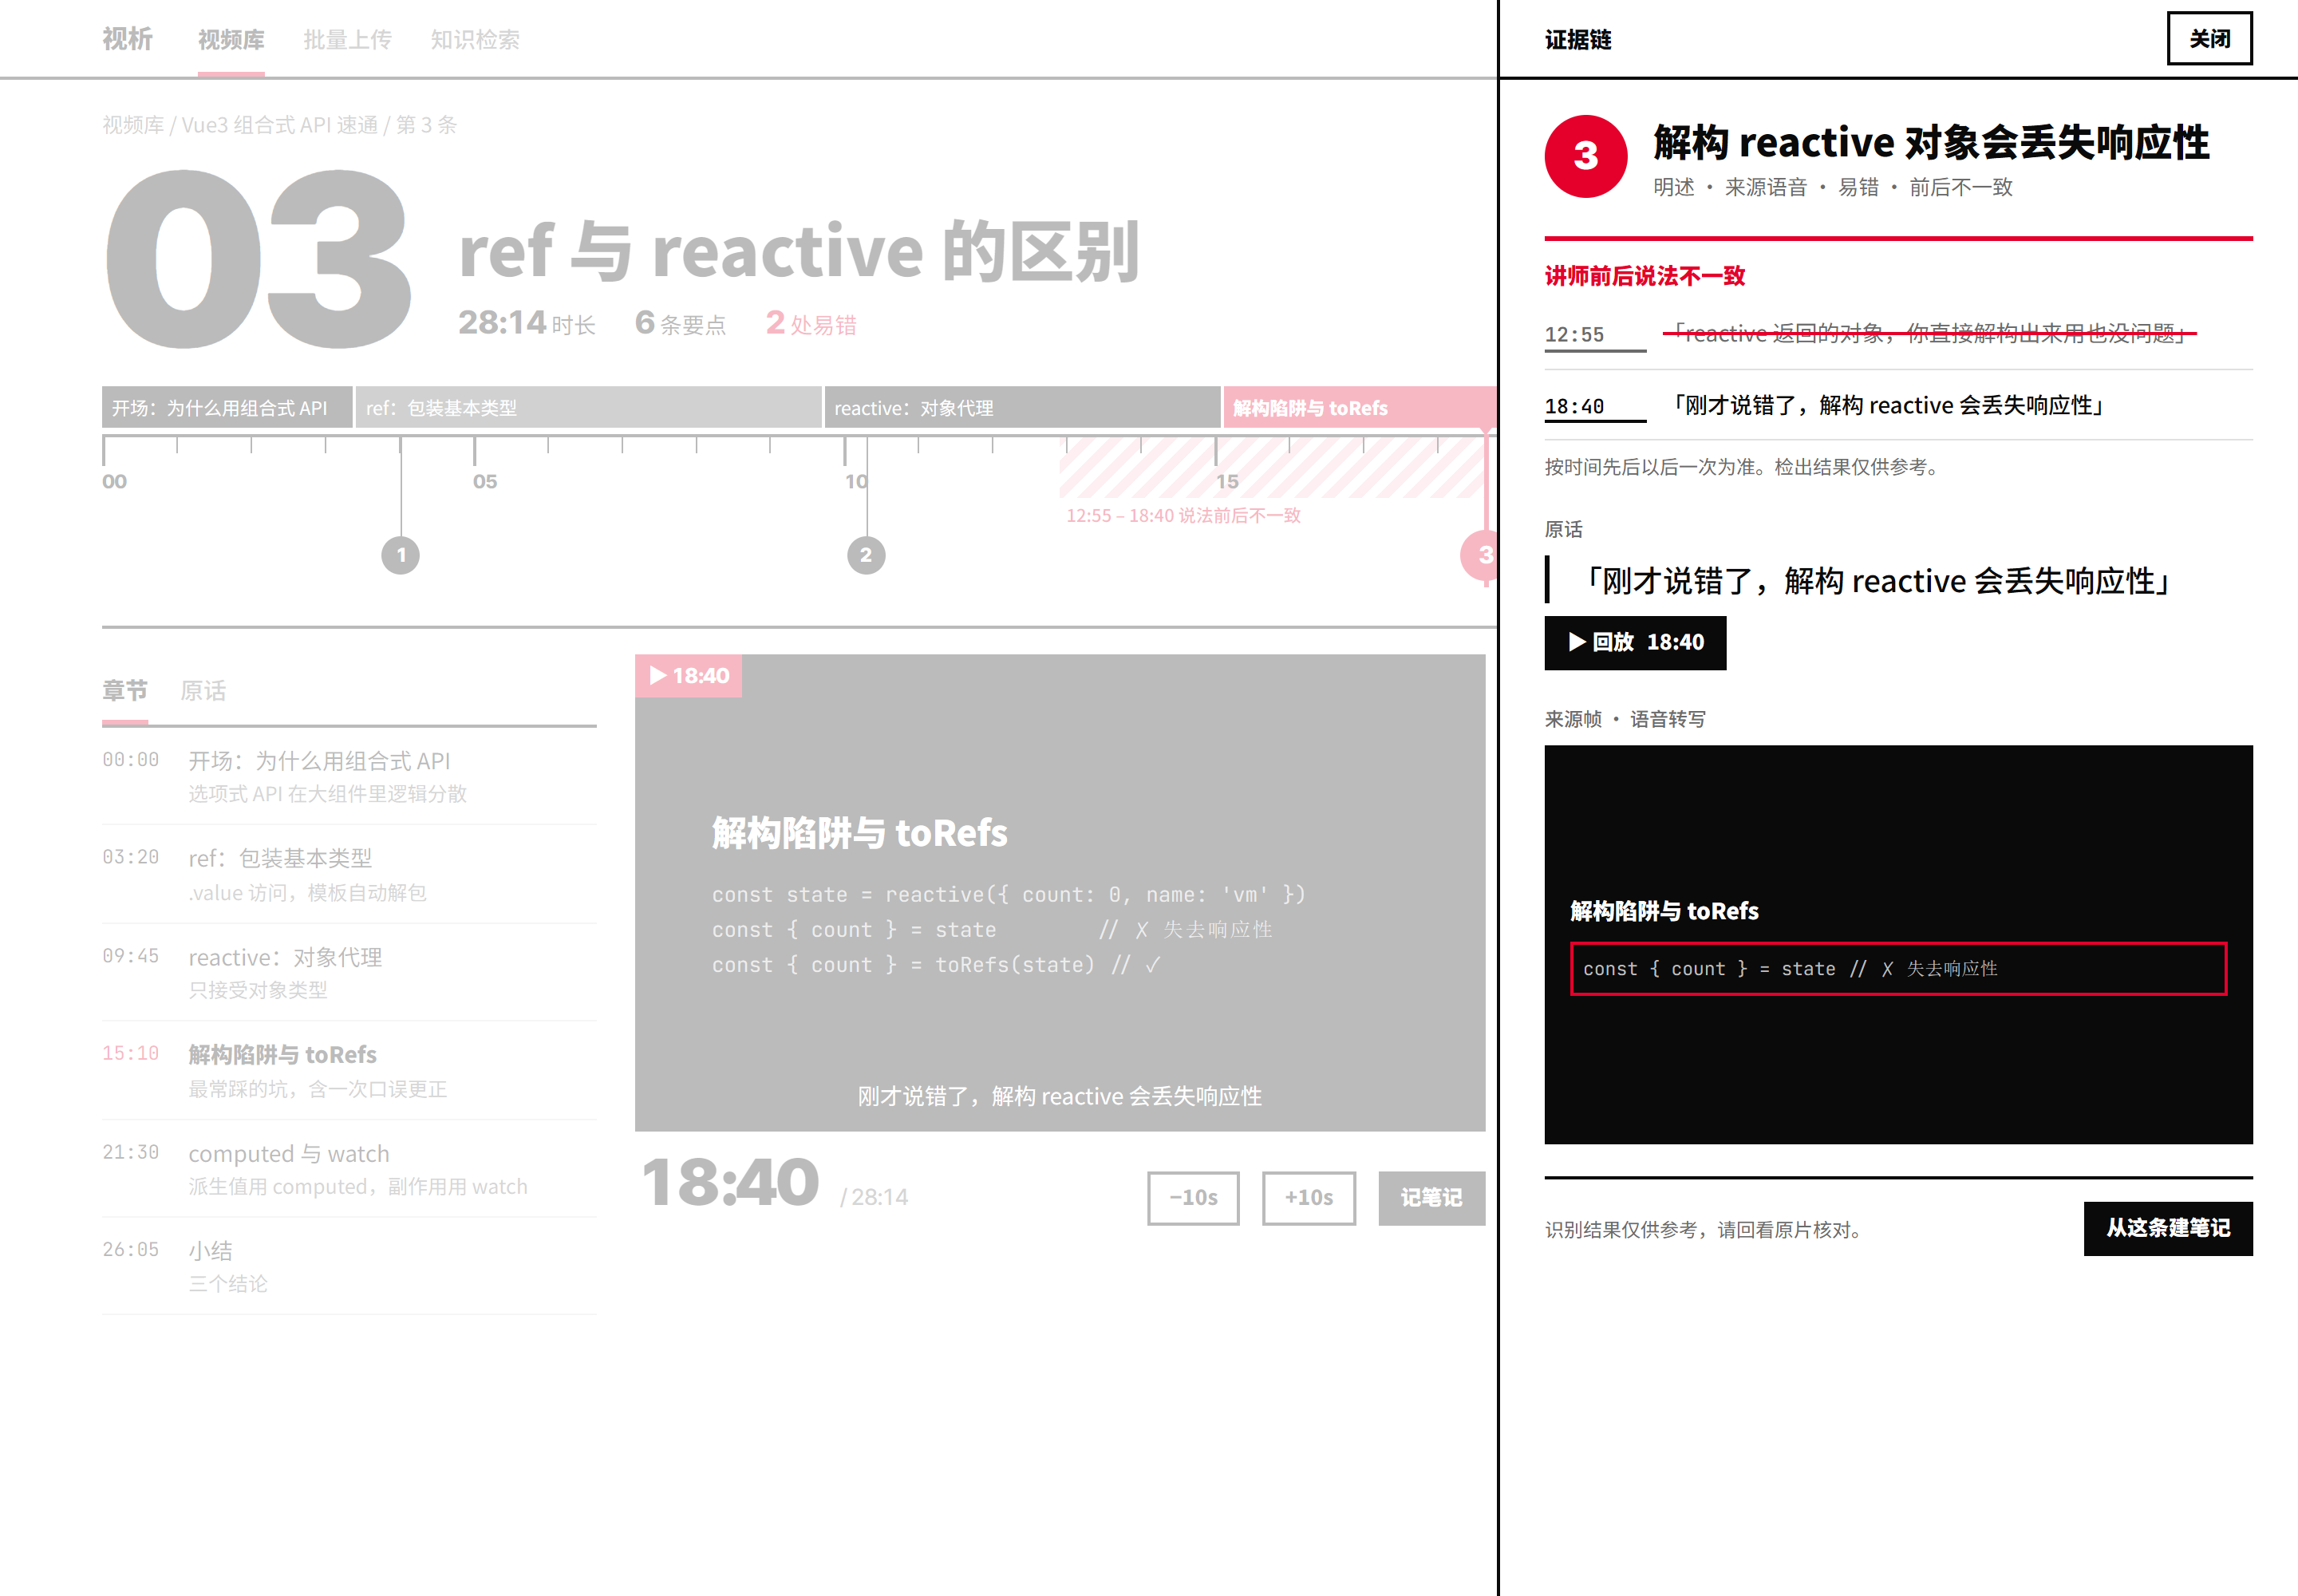 视析
视频库
批量上传
知识检索
视频库 / Vue3 组合式 API 速通 / 第 3 条
03
ref 与 reactive 的区别
28:14 时长 6 条要点 2 处易错
开场：为什么用组合式 API
ref：包装基本类型
reactive：对象代理
解构陷阱与 toRefs
00 05 10 15
12:55 – 18:40 说法前后不一致
1 2 3
章节 原话
00:00 开场：为什么用组合式 API
选项式 API 在大组件里逻辑分散
03:20 ref：包装基本类型
.value 访问，模板自动解包
09:45 reactive：对象代理
只接受对象类型
15:10 解构陷阱与 toRefs
最常踩的坑，含一次口误更正
21:30 computed 与 watch
派生值用 computed，副作用用 watch
26:05 小结
三个结论
▶ 18:40
解构陷阱与 toRefs
const state = reactive({ count: 0, name: 'vm' })
const { count } = state // ✗ 失去响应性
const { count } = toRefs(state) // ✓
刚才说错了，解构 reactive 会丢失响应性
18:40 / 28:14
−10s
+10s
记笔记
证据链
关闭
3
解构 reactive 对象会丢失响应性
明述 · 来源语音 · 易错 · 前后不一致
讲师前后说法不一致
12:55 「reactive 返回的对象，你直接解构出来用也没问题」
18:40 「刚才说错了，解构 reactive 会丢失响应性」
按时间先后以后一次为准。检出结果仅供参考。
原话
「刚才说错了，解构 reactive 会丢失响应性」
▶ 回放 18:40
来源帧 · 语音转写
解构陷阱与 toRefs
const { count } = state // ✗ 失去响应性
识别结果仅供参考，请回看原片核对。
从这条建笔记